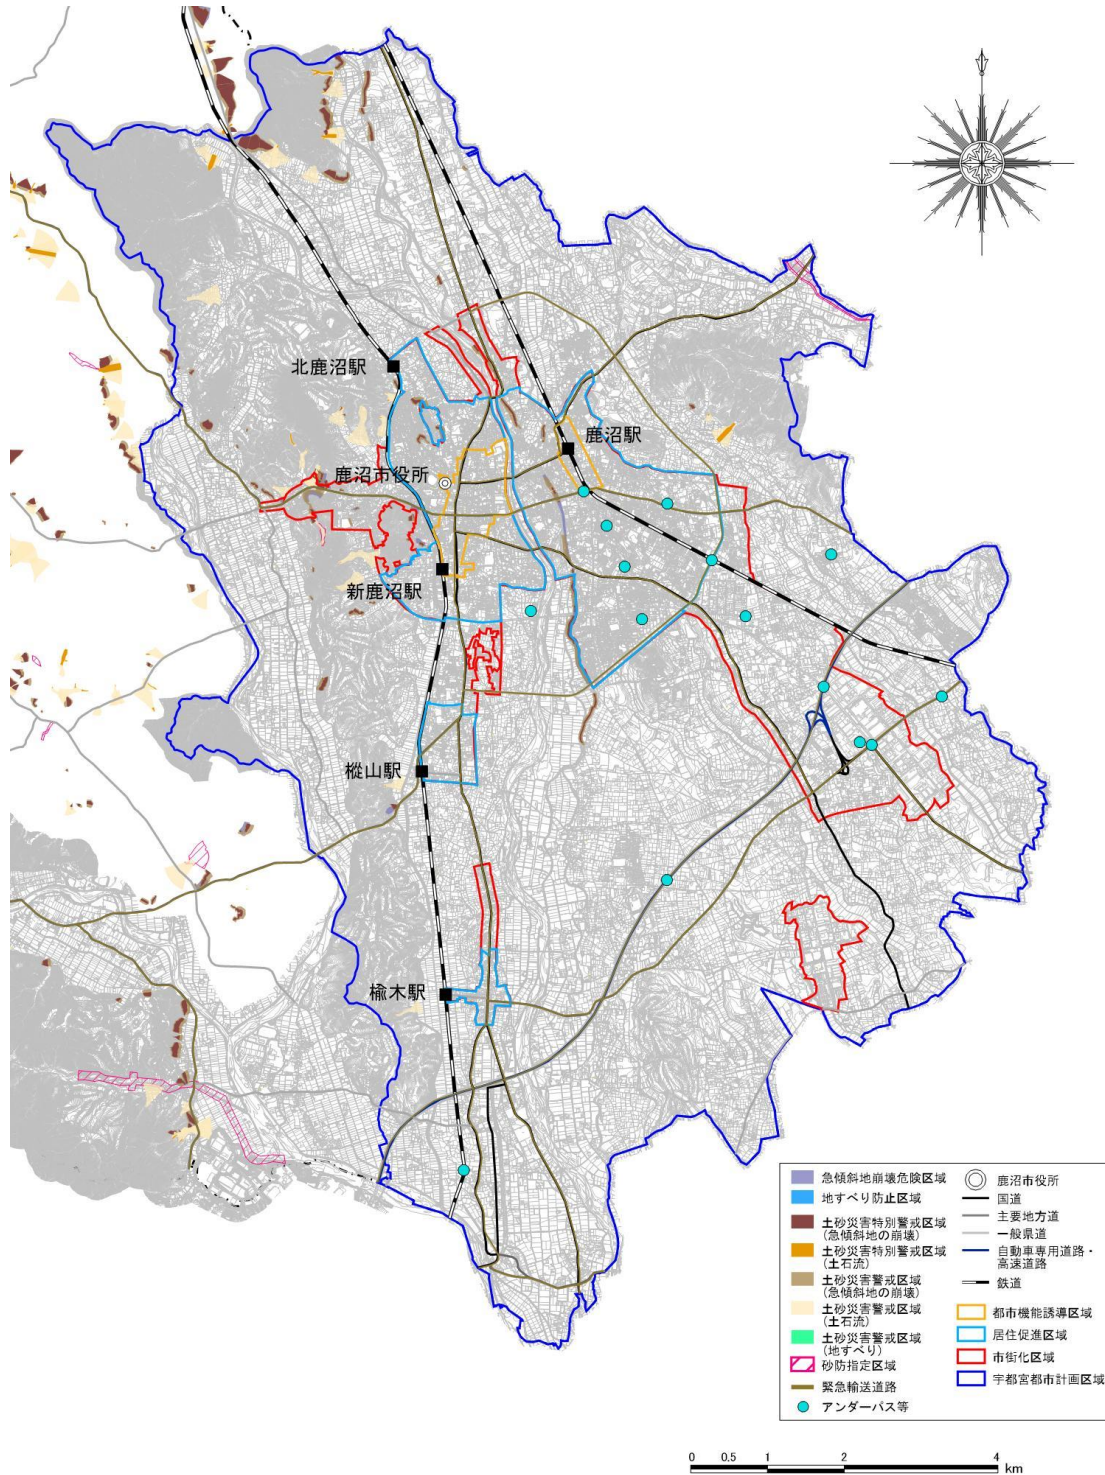 北鹿沼駅
鹿沼駅
鹿沼市役所
新鹿沼駅
樅山駅
楡木駅
急傾斜地崩壊危険区域
地すべり防止区域
土砂災害特別警戒区域
(急傾斜地の崩壊)
土砂災害特別警戒区域
(土石流)
土砂災害警戒区域
(急傾斜地の崩壊)
土砂災害警戒区域
(土石流)
土砂災害警戒区域
(地すべり)
砂防指定区域
緊急輸送道路
アンダーパス等
鹿沼市役所
国道
主要地方道
一般県道
自動車専用道路・
高速道路
鉄道
都市機能誘導区域
居住促進区域
市街化区域
宇都宮都市計画区域
0 0.5 1 2 4
km